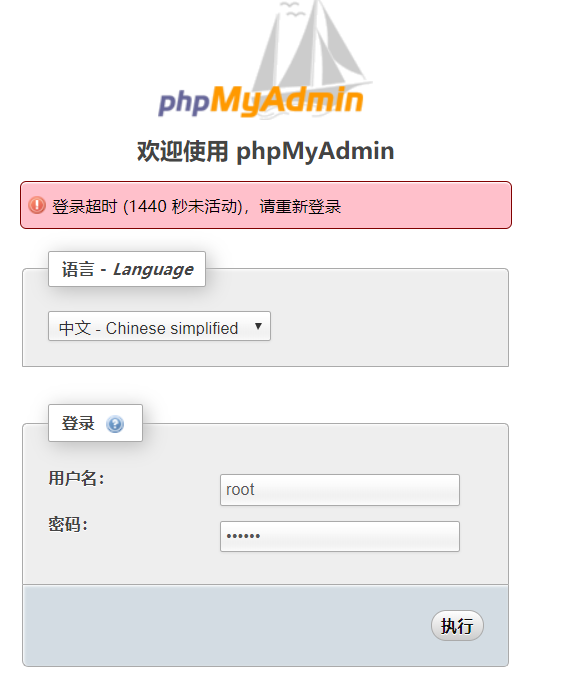 phpMyAdmin
欢迎使用 phpMyAdmin
登录超时 (1440 秒未活动)，请重新登录
语言 - Language
中文 - Chinese simplified
登录
用户名：
root
密码：
••••••
执行